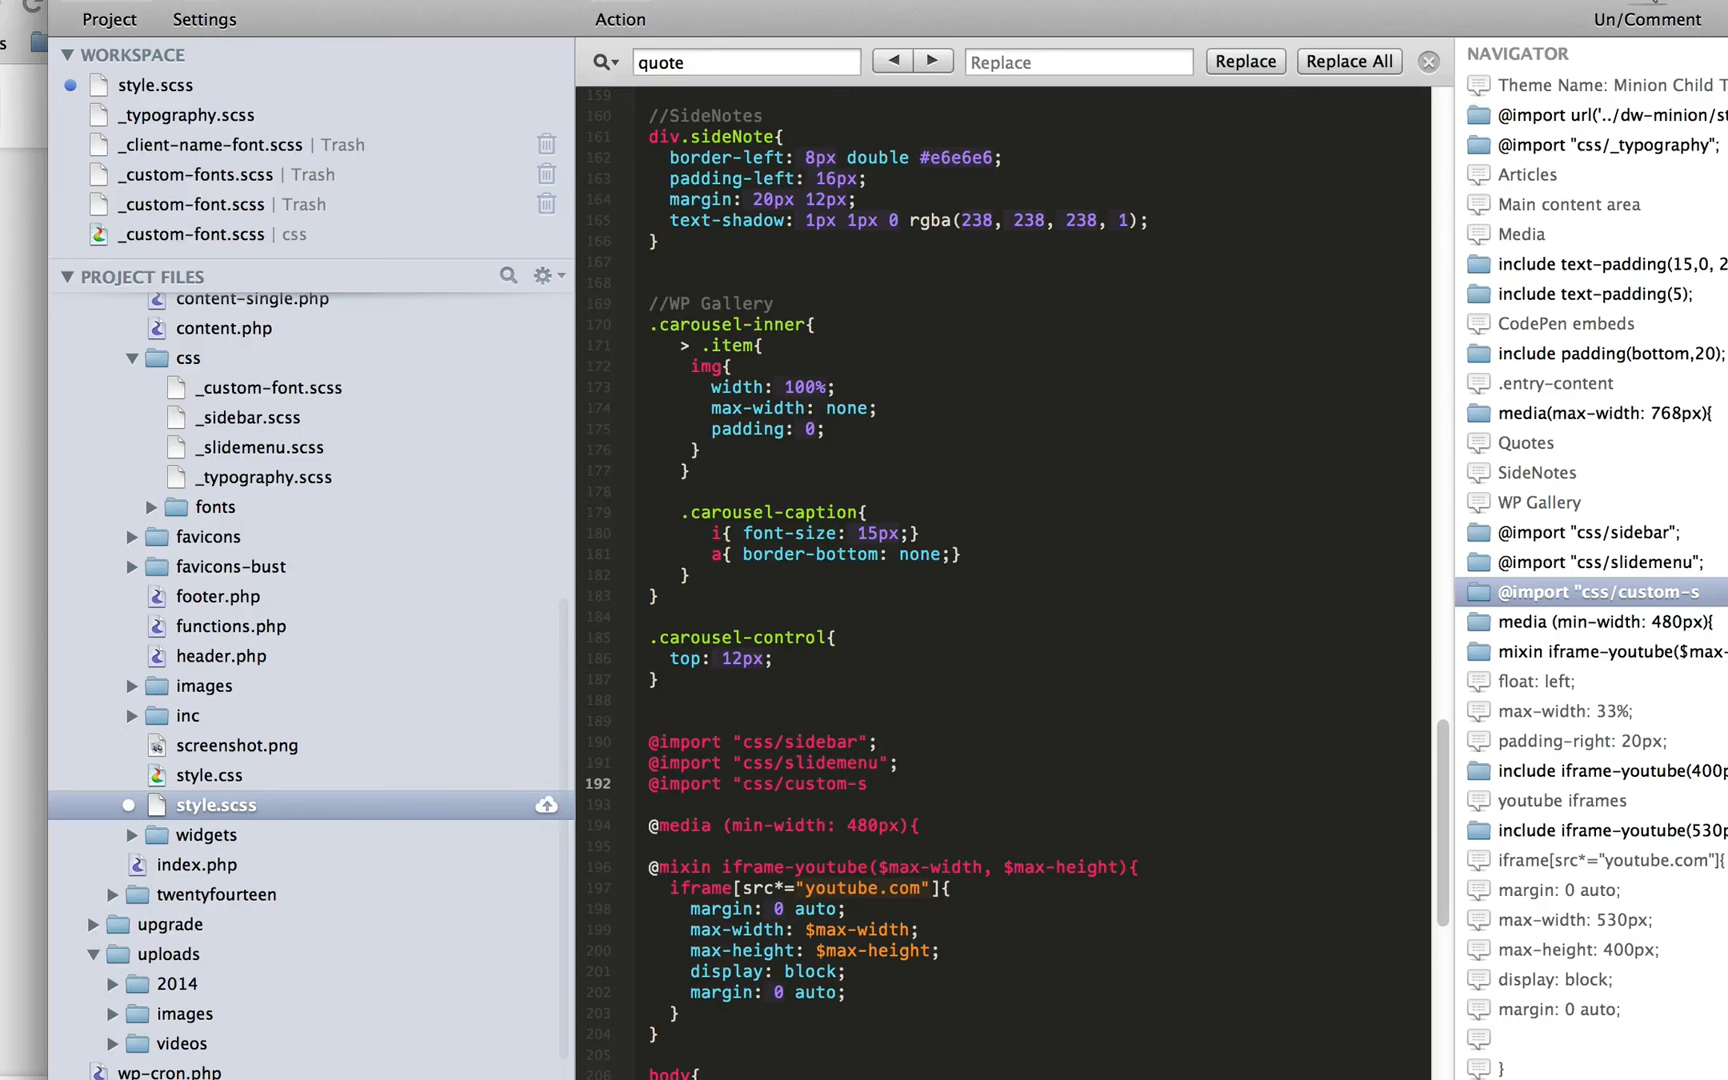 Project
Settings
Action
Un/Comment
s
WORKSPACE
style.scss
_typography.scss
_client-name-font.scss | Trash
_custom-fonts.scss | Trash
_custom-font.scss | Trash
_custom-font.scss | css
PROJECT FILES
content-single.php
content.php
css
_custom-font.scss
_sidebar.scss
_slidemenu.scss
_typography.scss
fonts
favicons
favicons-bust
footer.php
functions.php
header.php
images
inc
screenshot.png
style.css
style.scss
widgets
index.php
twentyfourteen
upgrade
uploads
2014
images
videos
wp-cron.php
quote
Replace
Replace
Replace All
159
160 //SideNotes
161 div.sideNote{
162 border-left: 8px double #e6e6e6;
163 padding-left: 16px;
164 margin: 20px 12px;
165 text-shadow: 1px 1px 0 rgba(238, 238, 238, 1);
166 }
167
168
169 //WP Gallery
170 .carousel-inner{
171 > .item{
172 img{
173 width: 100%;
174 max-width: none;
175 padding: 0;
176 }
177 }
178
179 .carousel-caption{
180 i{ font-size: 15px;}
181 a{ border-bottom: none;}
182 }
183 }
184
185 .carousel-control{
186 top: 12px;
187 }
188
189
190 @import "css/sidebar";
191 @import "css/slidemenu";
192 @import "css/custom-s
193
194 @media (min-width: 480px){
195
196 @mixin iframe-youtube($max-width, $max-height){
197 iframe[src*="youtube.com"]{
198 margin: 0 auto;
199 max-width: $max-width;
200 max-height: $max-height;
201 display: block;
202 margin: 0 auto;
203 }
204 }
205
206 body{
NAVIGATOR
Theme Name: Minion Child T
@import url('../dw-minion/st
@import "css/_typography";
Articles
Main content area
Media
include text-padding(15,0, 2
include text-padding(5);
CodePen embeds
include padding(bottom,20);
.entry-content
media(max-width: 768px){
Quotes
SideNotes
WP Gallery
@import "css/sidebar";
@import "css/slidemenu";
@import "css/custom-s
media (min-width: 480px){
mixin iframe-youtube($max-
float: left;
max-width: 33%;
padding-right: 20px;
include iframe-youtube(400p
youtube iframes
include iframe-youtube(530p
iframe[src*="youtube.com"]{
margin: 0 auto;
max-width: 530px;
max-height: 400px;
display: block;
margin: 0 auto;
}